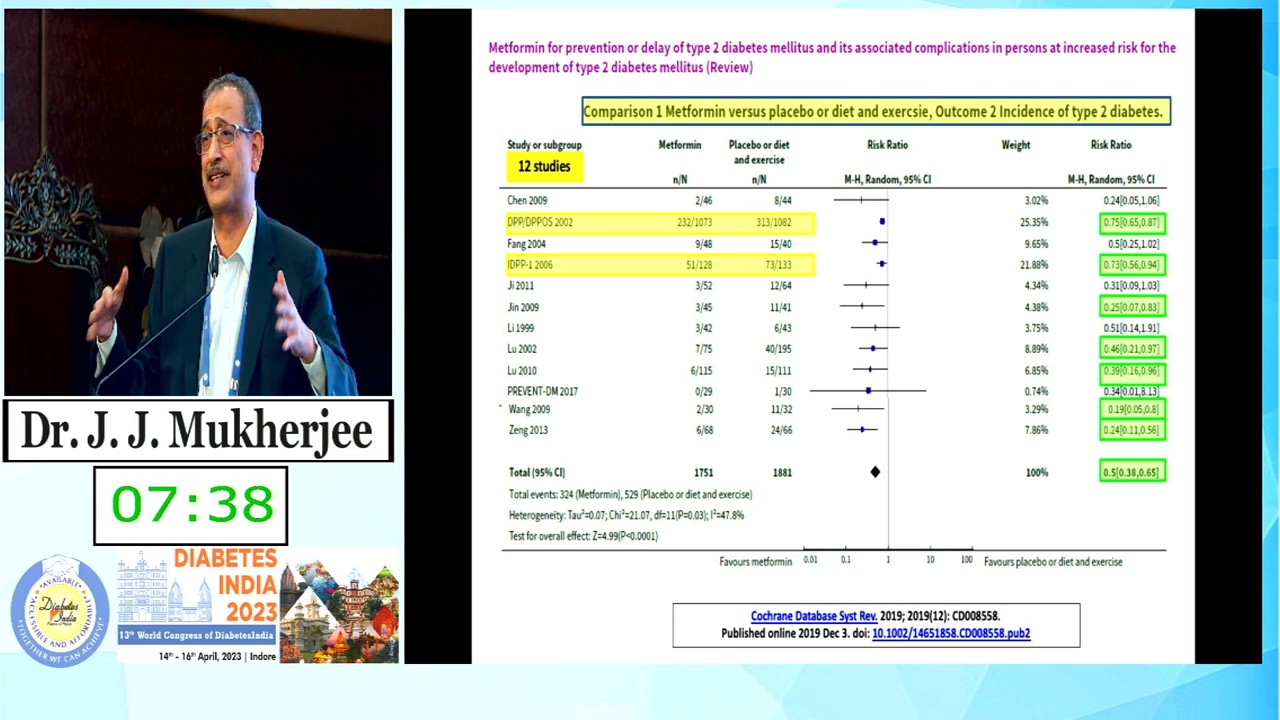 Metformin for prevention or delay of type 2 diabetes mellitus and its associated complications in persons at increased risk for the
development of type 2 diabetes mellitus (Review)
Comparison 1 Metformin versus placebo or diet and exercsie, Outcome 2 Incidence of type 2 diabetes.
Study or subgroup Metformin Placebo or diet and exercise Risk Ratio Weight Risk Ratio
12 studies
n/N n/N M-H, Random, 95% CI M-H, Random, 95% CI
Chen 2009 2/46 8/44 3.02% 0.24[0.05,1.06]
DPP/DPPOS 2002 232/1073 313/1082 25.35% 0.75[0.65,0.87]
Fang 2004 9/48 15/40 9.65% 0.5[0.25,1.02]
IDPP-1 2006 51/128 73/133 21.88% 0.73[0.56,0.94]
Ji 2011 3/52 12/64 4.34% 0.31[0.09,1.03]
Jin 2009 3/45 11/41 4.38% 0.25[0.07,0.83]
Li 1999 3/42 6/43 3.75% 0.51[0.14,1.91]
Lu 2002 7/75 40/195 8.89% 0.46[0.21,0.97]
Lu 2010 6/115 15/111 6.85% 0.39[0.16,0.96]
PREVENT-DM 2017 0/29 1/30 0.74% 0.34[0.01,8.13]
Wang 2009 2/30 11/32 3.29% 0.19[0.05,0.8]
Zeng 2013 6/68 24/66 7.86% 0.24[0.11,0.56]
Total (95% CI) 1751 1881 100% 0.5[0.38,0.65]
Total events: 324 (Metformin), 529 (Placebo or diet and exercise)
Heterogeneity: Tau²=0.07; Chi²=21.07, df=11(P=0.03); I²=47.8%
Test for overall effect: Z=4.99(P<0.0001)
Favours metformin 0.01 0.1 1 10 100 Favours placebo or diet and exercise
Cochrane Database Syst Rev. 2019; 2019(12): CD008558.
Published online 2019 Dec 3. doi: 10.1002/14651858.CD008558.pub2
Dr. J. J. Mukherjee
07:38
AVAILABLE
ACCESSIBLE AND AFFORDABLE
Diabetes
India
"TOGETHER WE CAN ACHIEVE"
DIABETES
INDIA
2023
13th World Congress of DiabetesIndia
14th - 16th April, 2023 | Indore